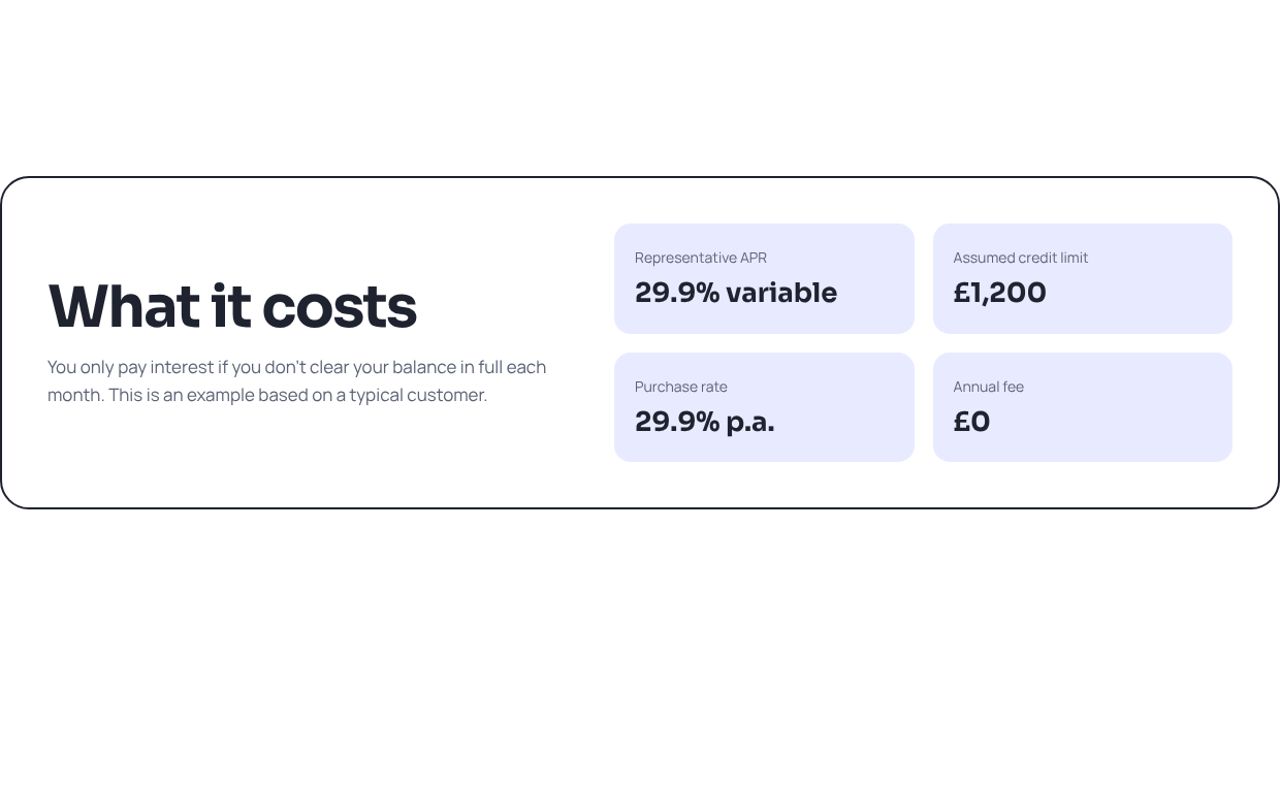 What it costs
You only pay interest if you don't clear your balance in full each
month. This is an example based on a typical customer.
Representative APR
29.9% variable
Assumed credit limit
£1,200
Purchase rate
29.9% p.a.
Annual fee
£0